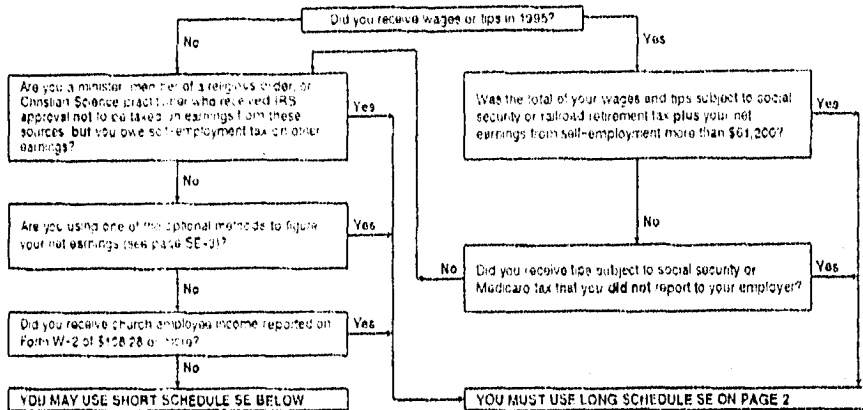 Did you receive wages or tips in 1995?
No
Yes
Are you a minister, member of a religious order, or
Christian Science practitioner who received IRS
approval not to be taxed on earnings from these
sources, but you owe self-employment tax on other
earnings?
Yes
Was the total of your wages and tips subject to social
security or railroad retirement tax plus your net
earnings from self-employment more than $61,200?
Yes
No
No
Are you using one of the optional methods to figure
your net earnings (see page SE-3)?
Yes
No
Did you receive tips subject to social security or
Medicare tax that you did not report to your employer?
Yes
No
Did you receive church employee income reported on
Form W-2 of $108.28 or more?
Yes
No
YOU MAY USE SHORT SCHEDULE SE BELOW
YOU MUST USE LONG SCHEDULE SE ON PAGE 2